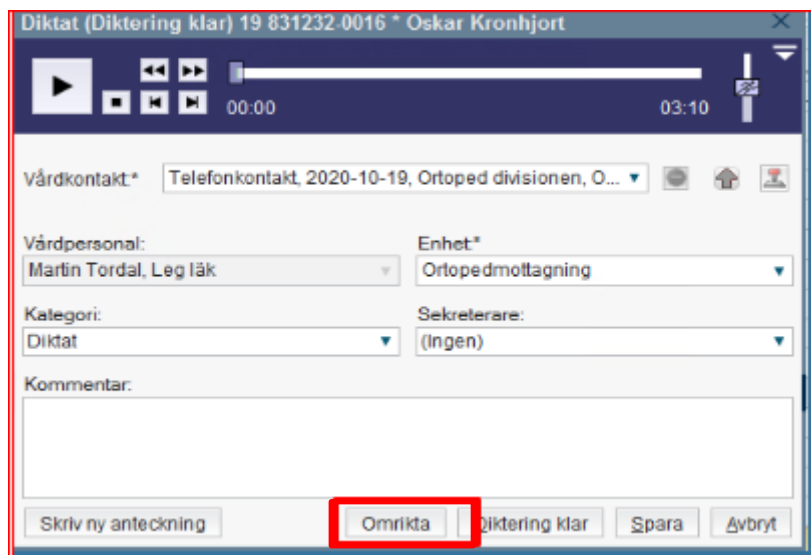 Diktat (Diktering klar) 19 831232-0016 * Oskar Kronhjort
00:00 03:10
Vårdkontakt:* Telefonkontakt, 2020-10-19, Ortoped divisionen, O...
Vårdpersonal: Enhet:*
Martin Tordal, Leg läk Ortopedmottagning
Kategori: Sekreterare:
Diktat (Ingen)
Kommentar:
Skriv ny anteckning Omrikta Diktering klar Spara Avbryt